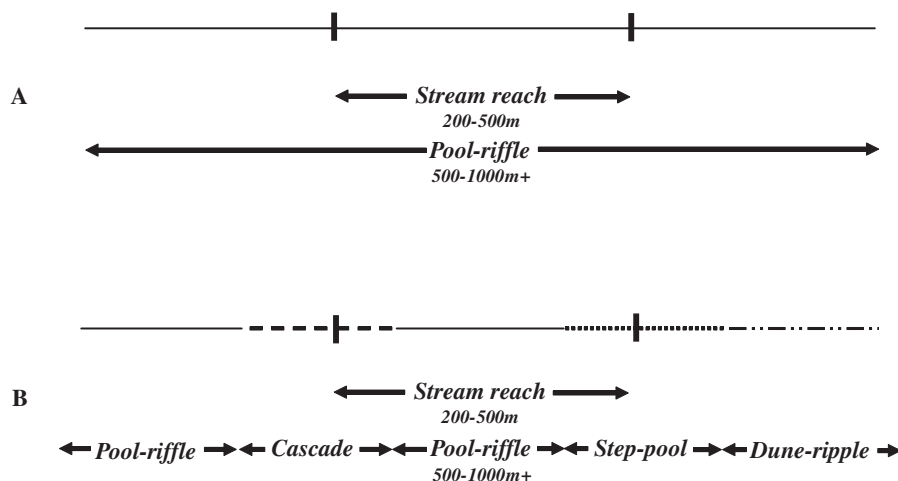 A
Stream reach
200-500m
Pool-riffle
500-1000m+
B
Stream reach
200-500m
Pool-riffle Cascade Pool-riffle Step-pool Dune-ripple
500-1000m+